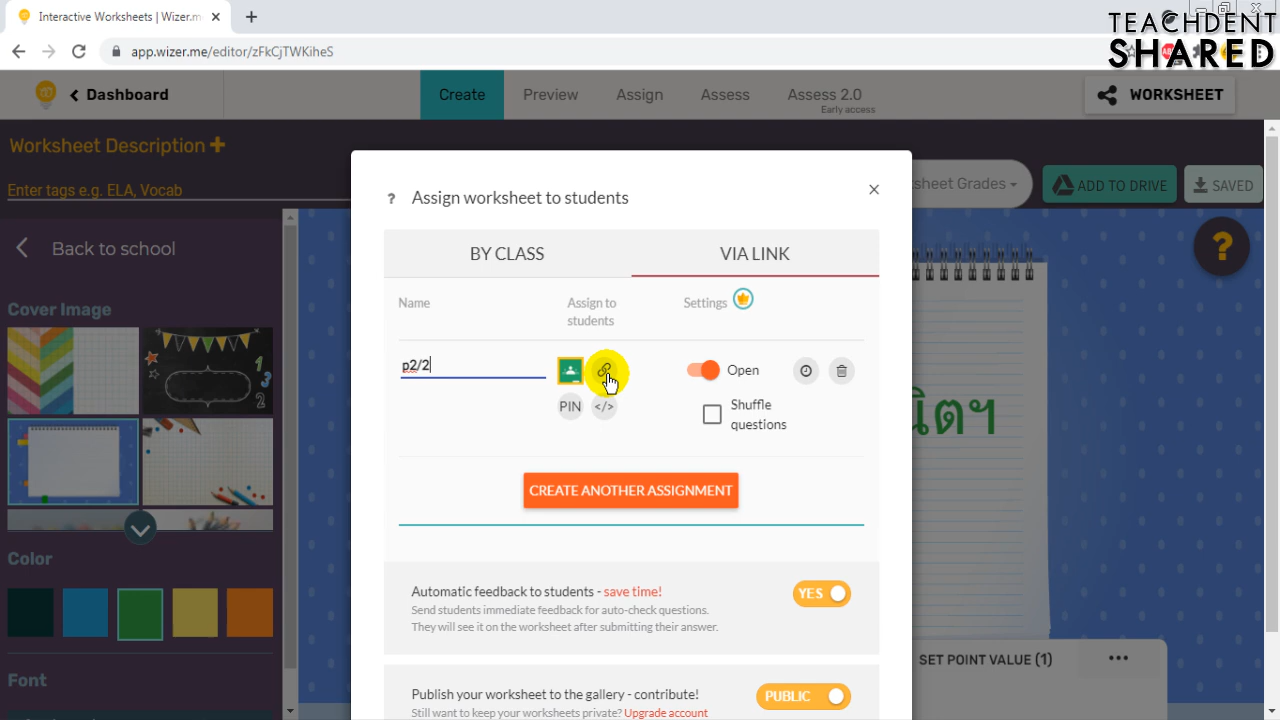 Interactive Worksheets | Wizer.m
TEACHDENT
SHARED
app.wizer.me/editor/zFkCjTWKiheS
Dashboard
Create
Preview
Assign
Assess
Assess 2.0
Early access
WORKSHEET
Worksheet Description
Enter tags e.g. ELA, Vocab
sheet Grades
ADD TO DRIVE
SAVED
Back to school
?
Assign worksheet to students
?
BY CLASS
VIA LINK
Name
Assign to
students
Settings
Cover Image
1
2
3
p2/2
Open
PIN
</>
Shuffle
questions
CREATE ANOTHER ASSIGNMENT
Color
Automatic feedback to students - save time!
YES
Send students immediate feedback for auto-check questions.
They will see it on the worksheet after submitting their answer.
SET POINT VALUE (1)
Font
Publish your worksheet to the gallery - contribute!
PUBLIC
Still want to keep your worksheets private? Upgrade account